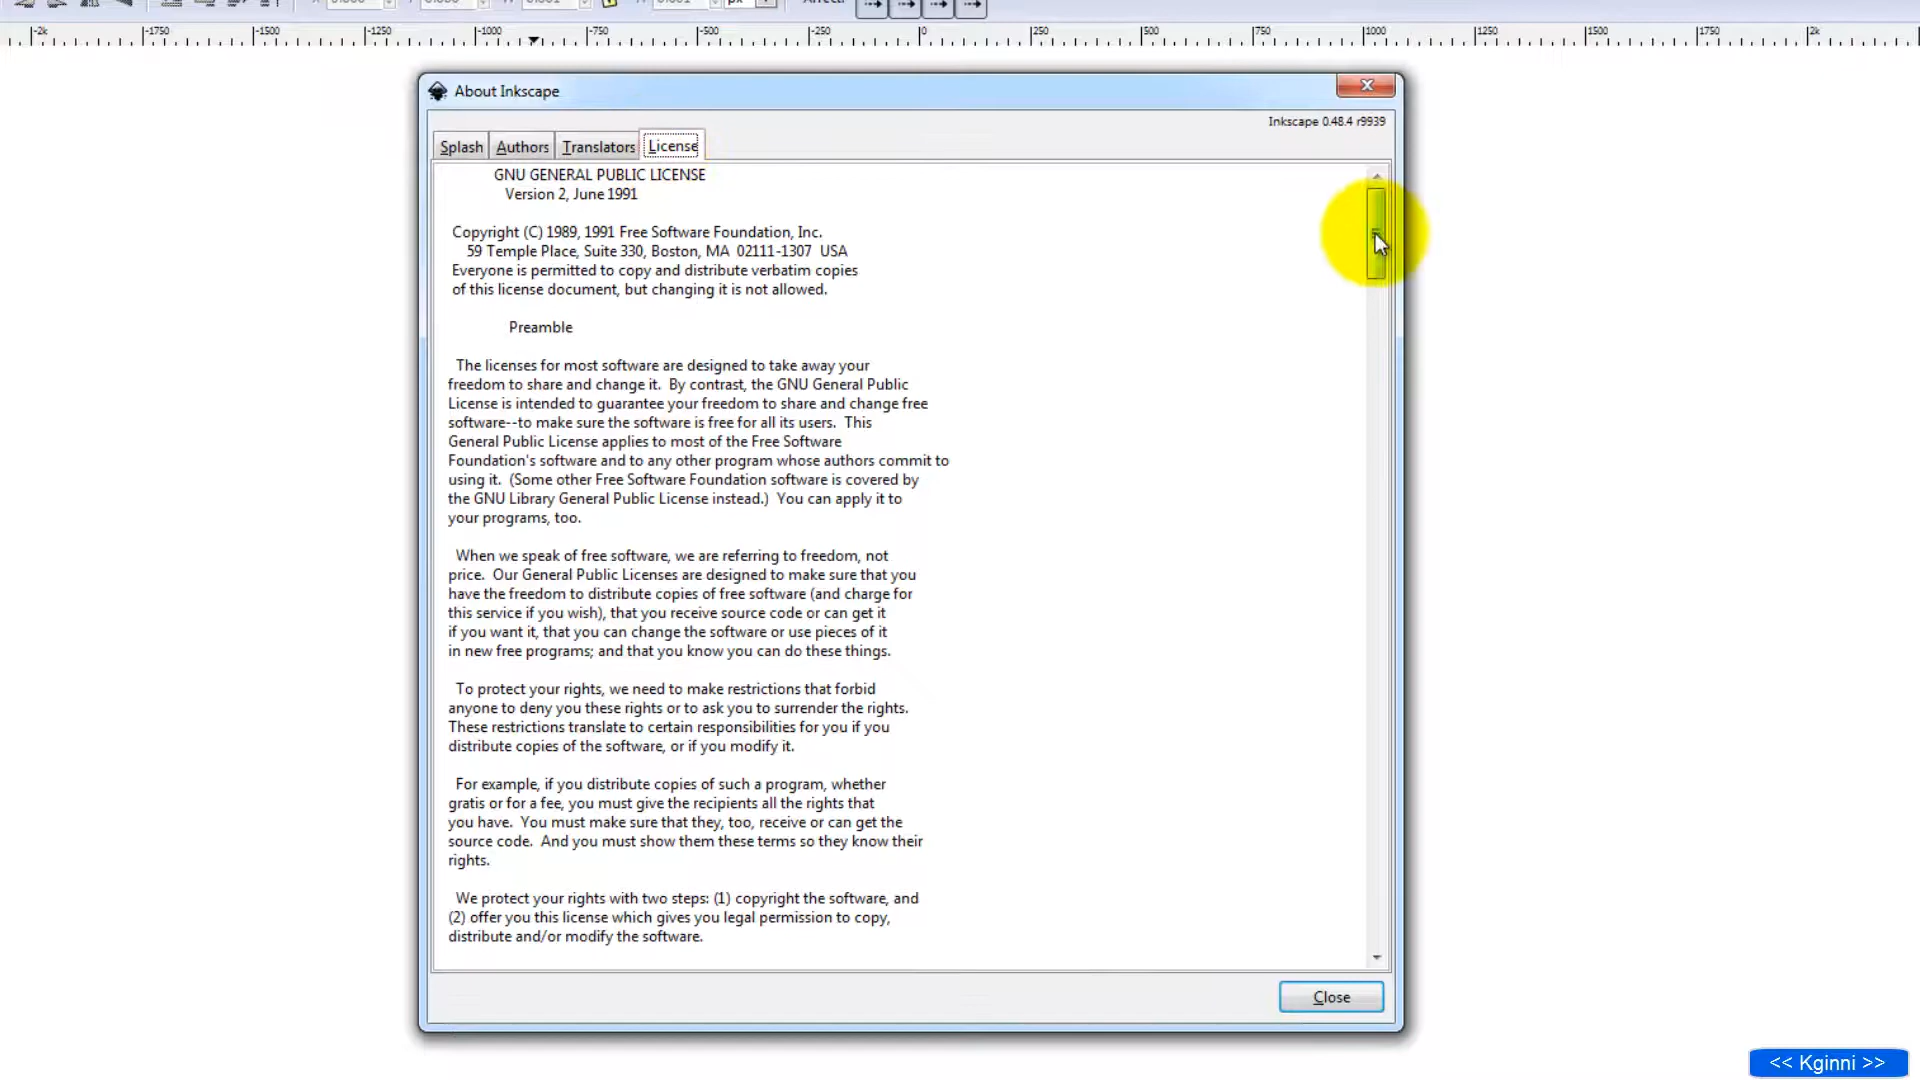 -2k -1750 -1500 -1250 -1000 -750 -500 -250 0 250 500 750 1000 1250 1500 1750 2k
About Inkscape
Inkscape 0.48.4 r9939
Splash Authors Translators License
GNU GENERAL PUBLIC LICENSE
Version 2, June 1991
Copyright (C) 1989, 1991 Free Software Foundation, Inc.
59 Temple Place, Suite 330, Boston, MA 02111-1307 USA
Everyone is permitted to copy and distribute verbatim copies
of this license document, but changing it is not allowed.
Preamble
The licenses for most software are designed to take away your
freedom to share and change it. By contrast, the GNU General Public
License is intended to guarantee your freedom to share and change free
software--to make sure the software is free for all its users. This
General Public License applies to most of the Free Software
Foundation's software and to any other program whose authors commit to
using it. (Some other Free Software Foundation software is covered by
the GNU Library General Public License instead.) You can apply it to
your programs, too.
When we speak of free software, we are referring to freedom, not
price. Our General Public Licenses are designed to make sure that you
have the freedom to distribute copies of free software (and charge for
this service if you wish), that you receive source code or can get it
if you want it, that you can change the software or use pieces of it
in new free programs; and that you know you can do these things.
To protect your rights, we need to make restrictions that forbid
anyone to deny you these rights or to ask you to surrender the rights.
These restrictions translate to certain responsibilities for you if you
distribute copies of the software, or if you modify it.
For example, if you distribute copies of such a program, whether
gratis or for a fee, you must give the recipients all the rights that
you have. You must make sure that they, too, receive or can get the
source code. And you must show them these terms so they know their
rights.
We protect your rights with two steps: (1) copyright the software, and
(2) offer you this license which gives you legal permission to copy,
distribute and/or modify the software.
Close
<< Kginni >>